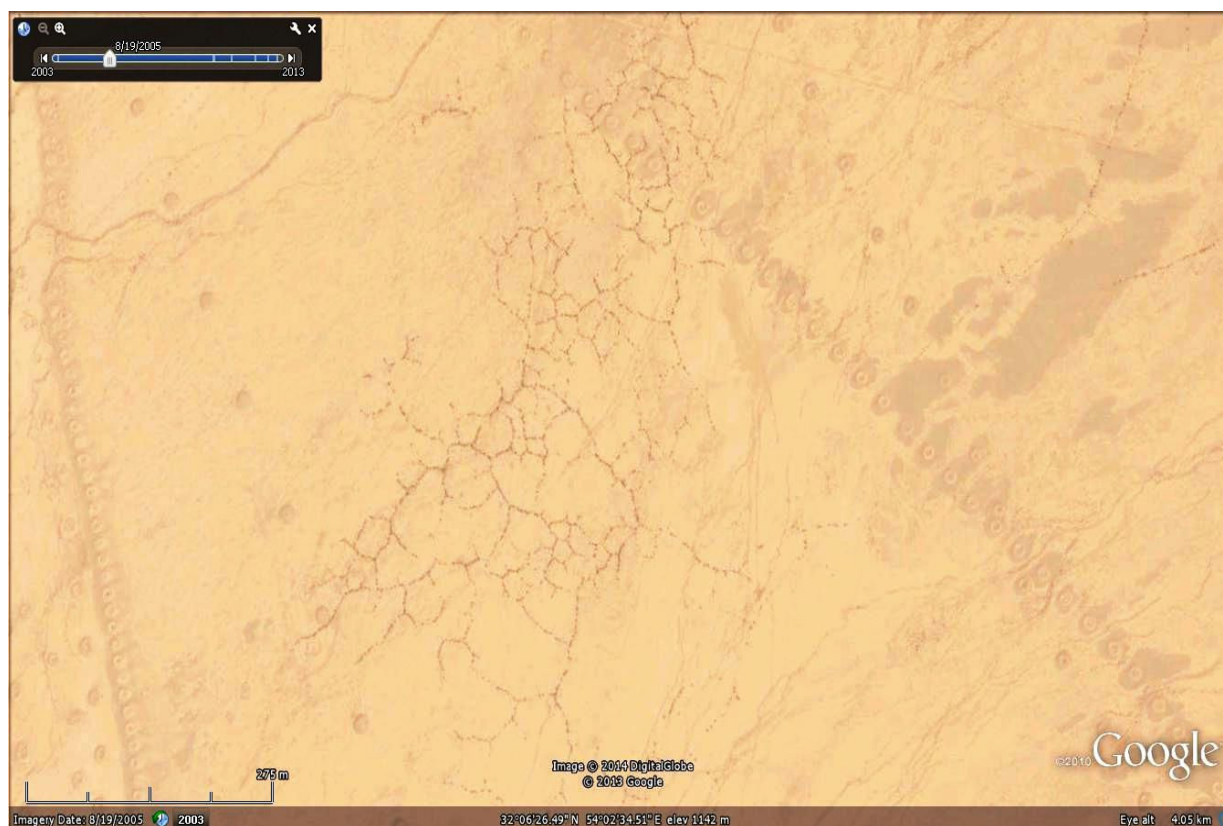 8/19/2005
2003 2013
275 m
Image © 2014 DigitalGlobe
© 2013 Google
©2010 Google
Imagery Date: 8/19/2005 2003 32°06'26.49" N 54°02'34.51" E elev 1142 m Eye alt 4.05 km